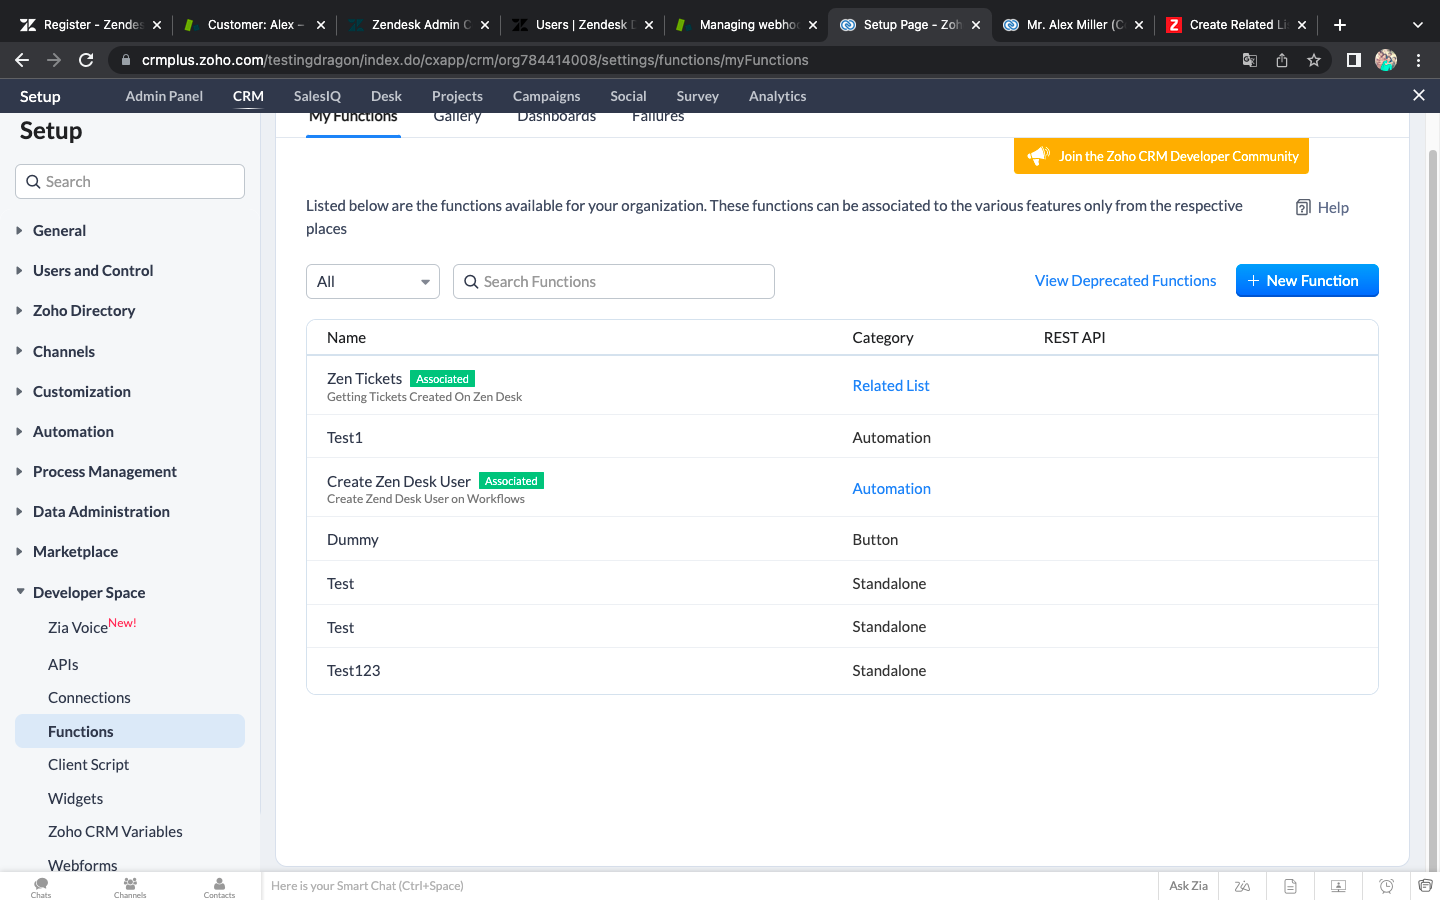 Register - Zendes
Customer: Alex –
Zendesk Admin C
Users | Zendesk D
Managing webhoo
Setup Page - Zoh
Mr. Alex Miller (C
Create Related Li
crmplus.zoho.com/testingdragon/index.do/cxapp/crm/org784414008/settings/functions/myFunctions
Setup
Admin Panel
CRM
SalesIQ
Desk
Projects
Campaigns
Social
Survey
Analytics
Setup
Search
General
Users and Control
Zoho Directory
Channels
Customization
Automation
Process Management
Data Administration
Marketplace
Developer Space
Zia Voice New!
APIs
Connections
Functions
Client Script
Widgets
Zoho CRM Variables
Webforms
My Functions
Gallery
Dashboards
Failures
Join the Zoho CRM Developer Community
Listed below are the functions available for your organization. These functions can be associated to the various features only from the respective
places
Help
All
Search Functions
View Deprecated Functions
+ New Function
Name Category REST API
Zen Tickets Associated Related List
Getting Tickets Created On Zen Desk
Test1 Automation
Create Zen Desk User Associated Automation
Create Zend Desk User on Workflows
Dummy Button
Test Standalone
Test Standalone
Test123 Standalone
Chats
Channels
Contacts
Here is your Smart Chat (Ctrl+Space)
Ask Zia